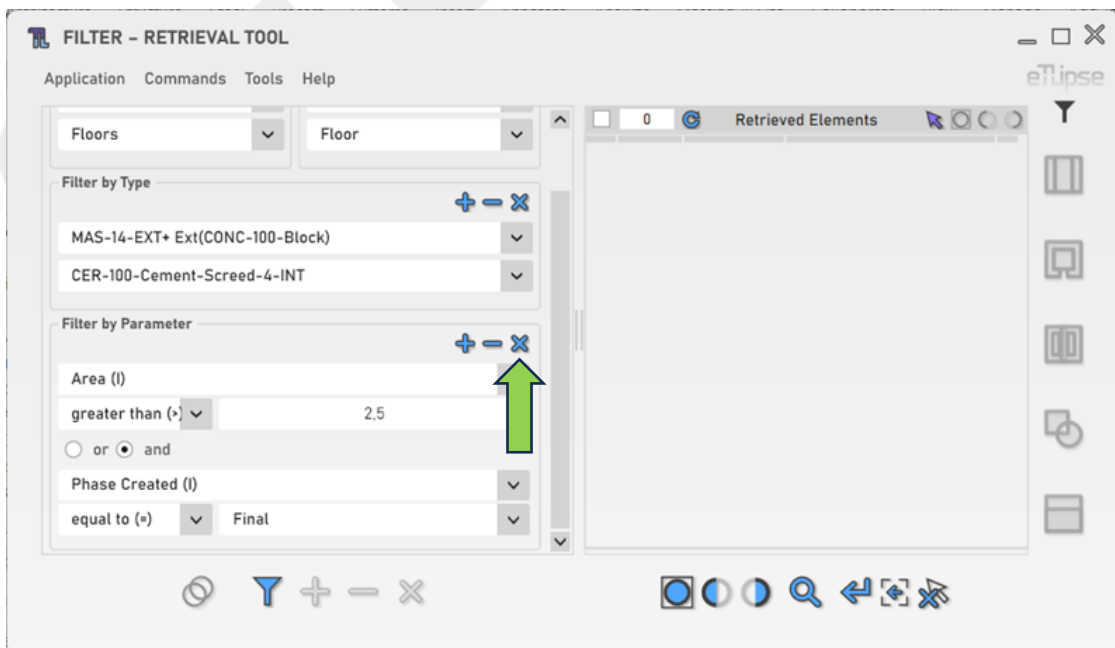 FILTER – RETRIEVAL TOOL
Application Commands Tools Help
eTLipse
Floors
Floor
0 Retrieved Elements
Filter by Type
MAS-14-EXT+ Ext(CONC-100-Block)
CER-100-Cement-Screed-4-INT
Filter by Parameter
Area (I)
greater than (>)
2,5
or and
Phase Created (I)
equal to (=)
Final